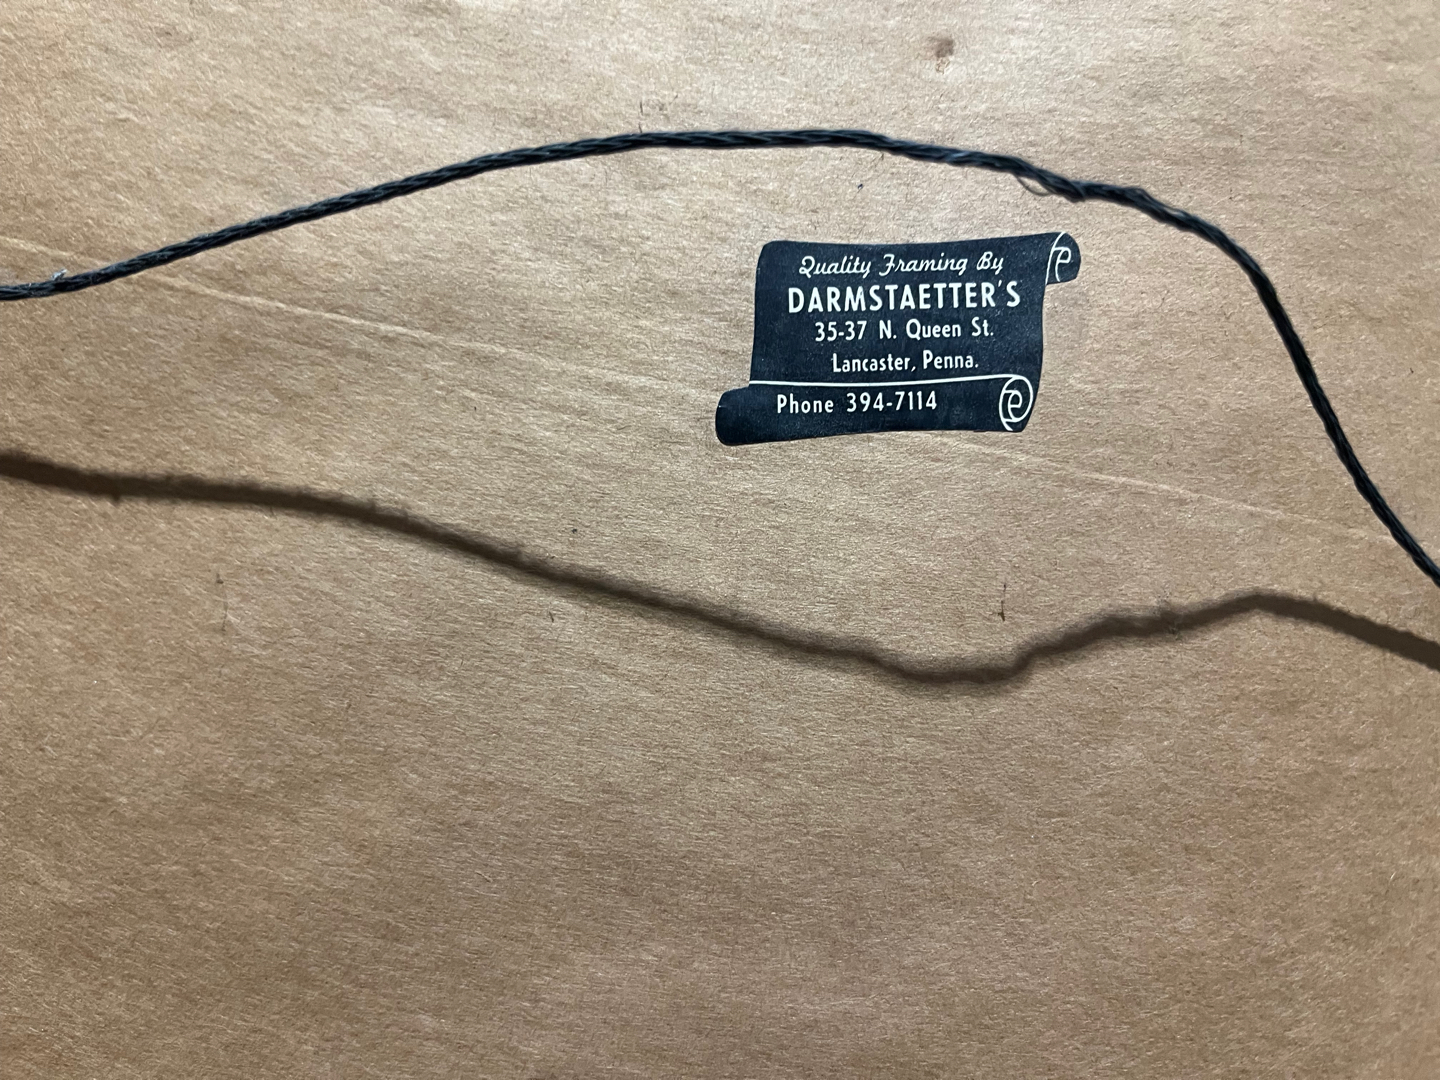 Quality Framing By
DARMSTAETTER'S
35-37 N. Queen St.
Lancaster, Penna.
Phone 394-7114